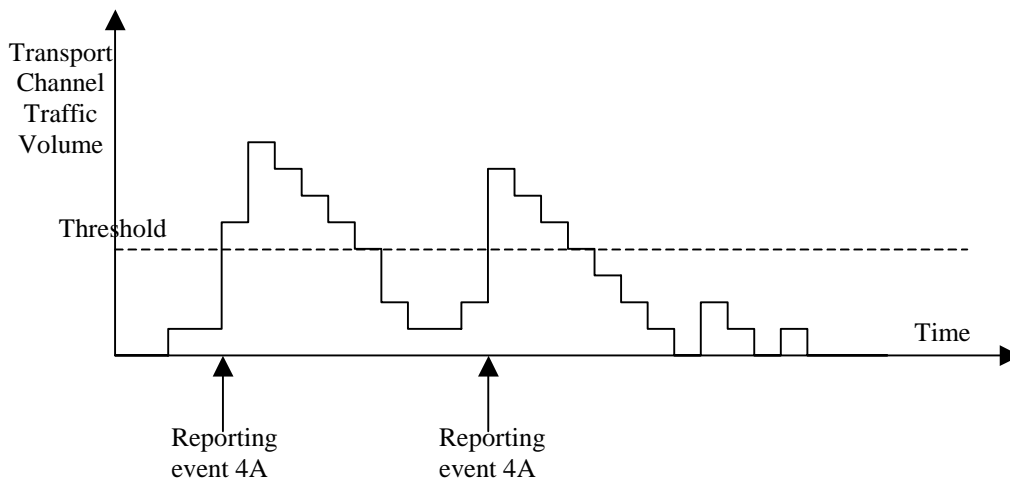 Transport
Channel
Traffic
Volume
Threshold
Time
Reporting
event 4A
Reporting
event 4A